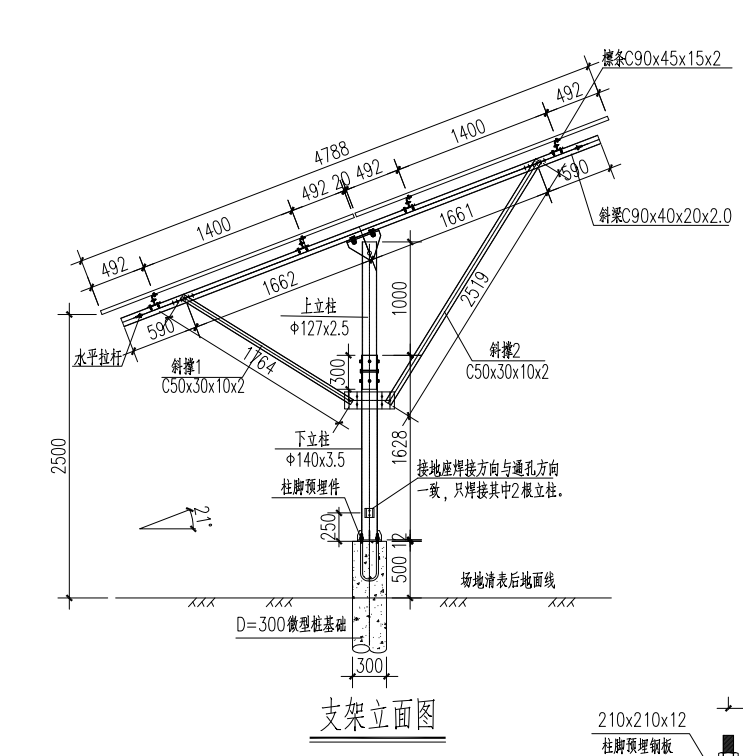 檩条C90x45x15x2
492
1400
4788
492 20 492
590
斜梁C90x40x20x2.0
1400
1661
492
1662
2519
上立柱
Φ127x2.5
1000
590
水平拉杆
斜撑1
C50x30x10x2
1764
300
斜撑2
C50x30x10x2
2500
下立柱
Φ140x3.5
1628
接地座焊接方向与通孔方向
一致，只焊接其中2根立柱。
柱脚预埋件
250
21°
12
500
场地清表后地面线
D=300微型桩基础
300
支架立面图
210x210x12
柱脚预埋钢板